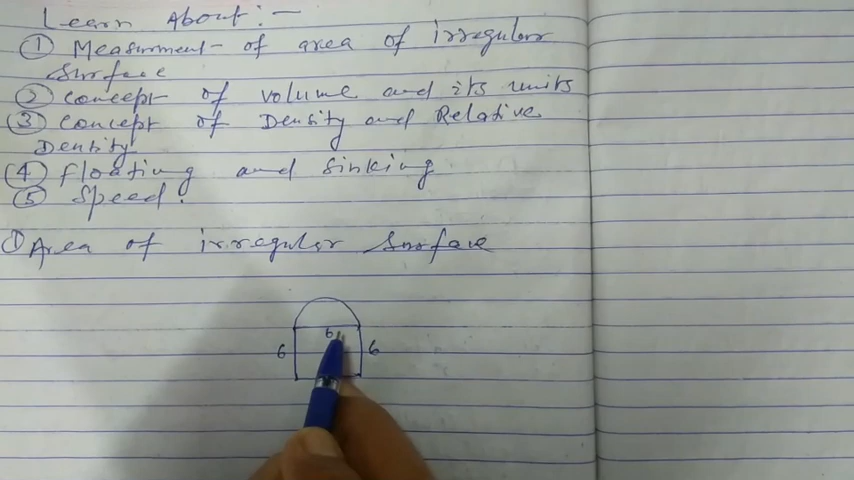 Learn About:-
① Measurment of area of irregular
Surface
② Concept of volume and its units
③ Concept of Density and Relative
Density
④ floating and sinking
⑤ Speed.
① Area of irregular Surface
6
6 6